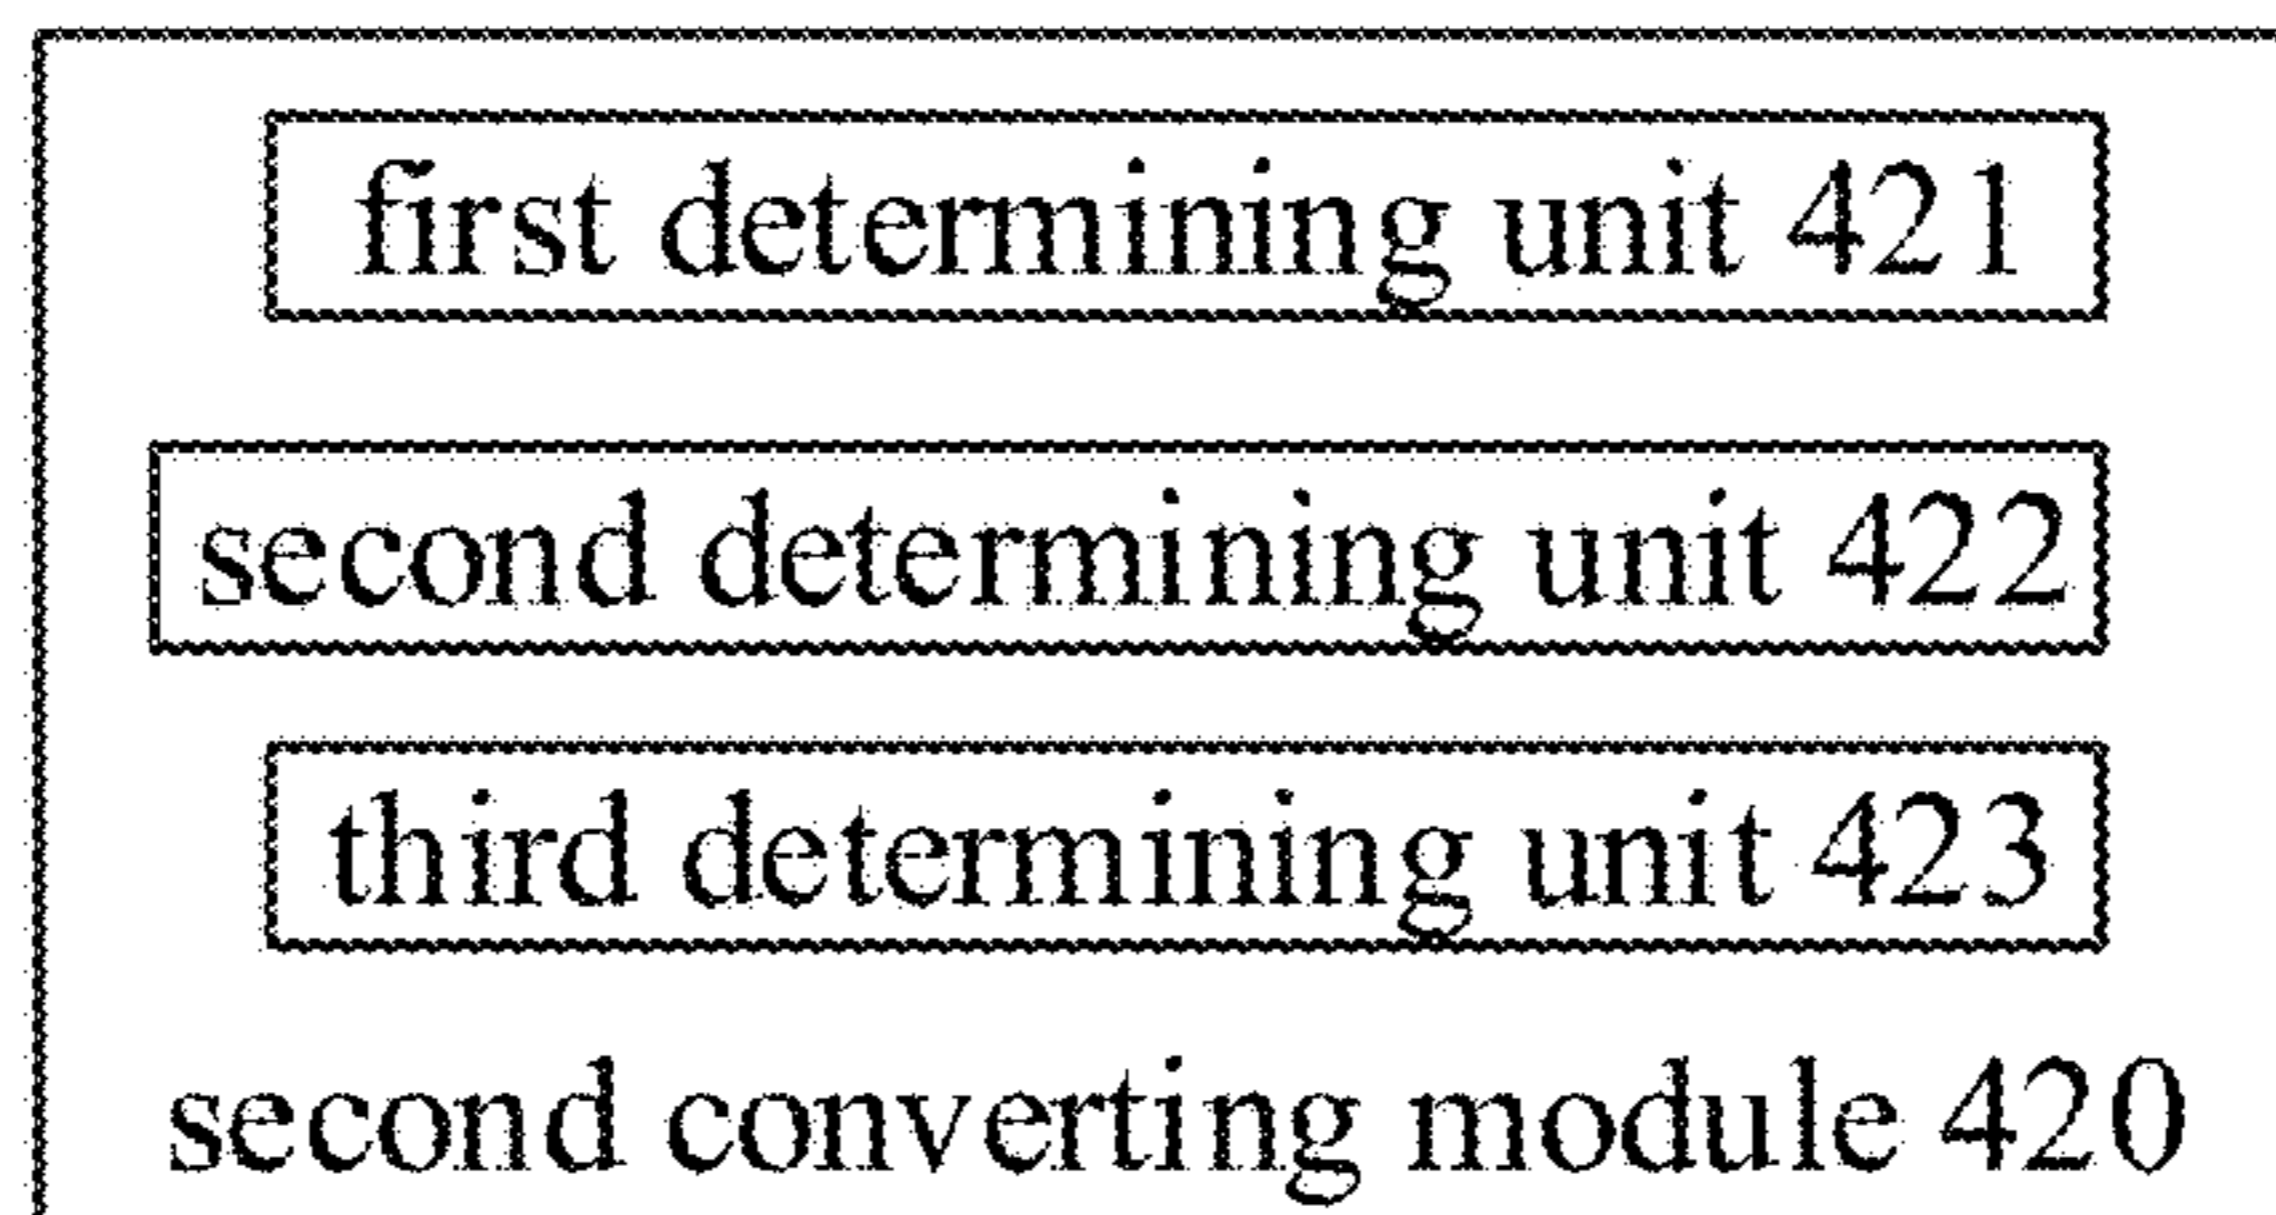 first determining unit 421
second determining unit 422
third determining unit 423
second converting module 420